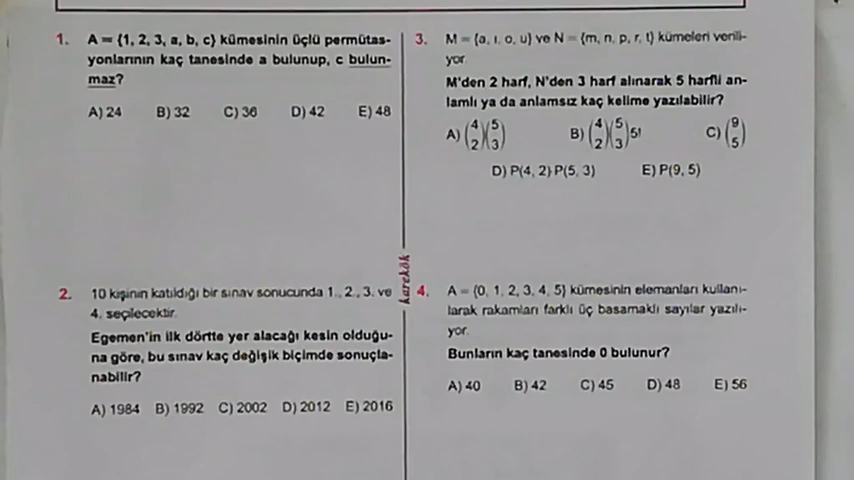 1. A = {1, 2, 3, a, b, c} kümesinin üçlü permütas-
yonlarının kaç tanesinde a bulunup, c bulun-
maz?
A) 24 B) 32 C) 36 D) 42 E) 48
2. 10 kişinin katıldığı bir sınav sonucunda 1., 2., 3. ve
4. seçilecektir.
Egemen'in ilk dörtte yer alacağı kesin olduğu-
na göre, bu sınav kaç değişik biçimde sonuçla-
nabilir?
A) 1984 B) 1992 C) 2002 D) 2012 E) 2016
karekök
3. M = {a, ı, o, u} ve N = {m, n, p, r, t} kümeleri verili-
yor.
M'den 2 harf, N'den 3 harf alınarak 5 harfli an-
lamlı ya da anlamsız kaç kelime yazılabilir?
A) (4 2)(5 3) B) (4 2)(5 3)5! C) (9 5)
D) P(4, 2) P(5, 3) E) P(9, 5)
4. A = {0, 1, 2, 3, 4, 5} kümesinin elemanları kullanı-
larak rakamları farklı üç basamaklı sayılar yazılı-
yor.
Bunların kaç tanesinde 0 bulunur?
A) 40 B) 42 C) 45 D) 48 E) 56